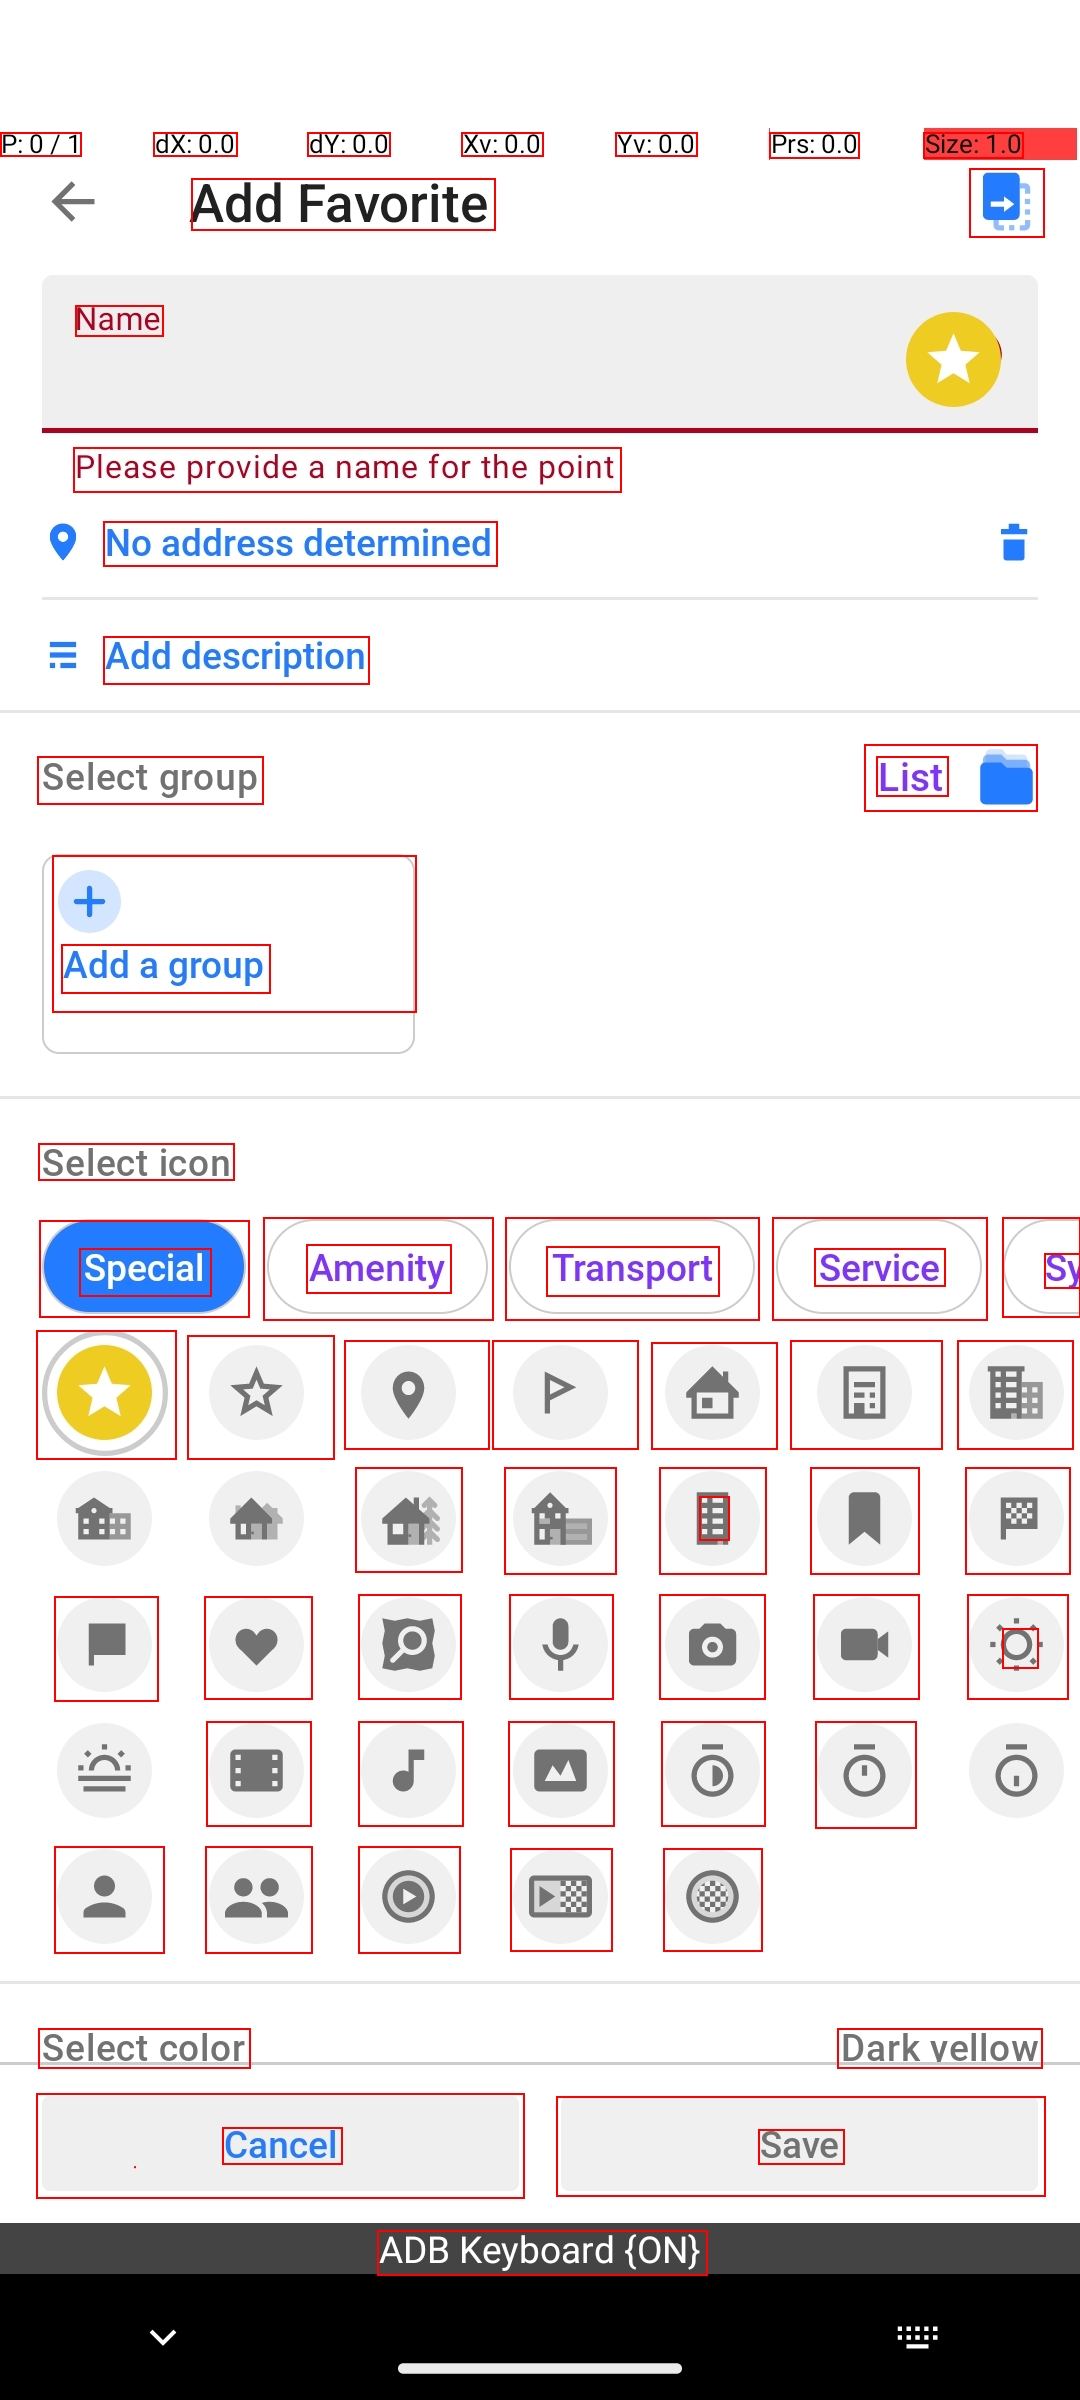 P: 0 / 1 dX: 0.0 dY: 0.0 Xv: 0.0 Yv: 0.0 Prs: 0.0 Size: 1.0
Add Favorite
Name
Please provide a name for the point
No address determined
Add description
Select group List
Add a group
Select icon
Special Amenity Transport Service Sy
Select color Dark yellow
Cancel Save
ADB Keyboard {ON}